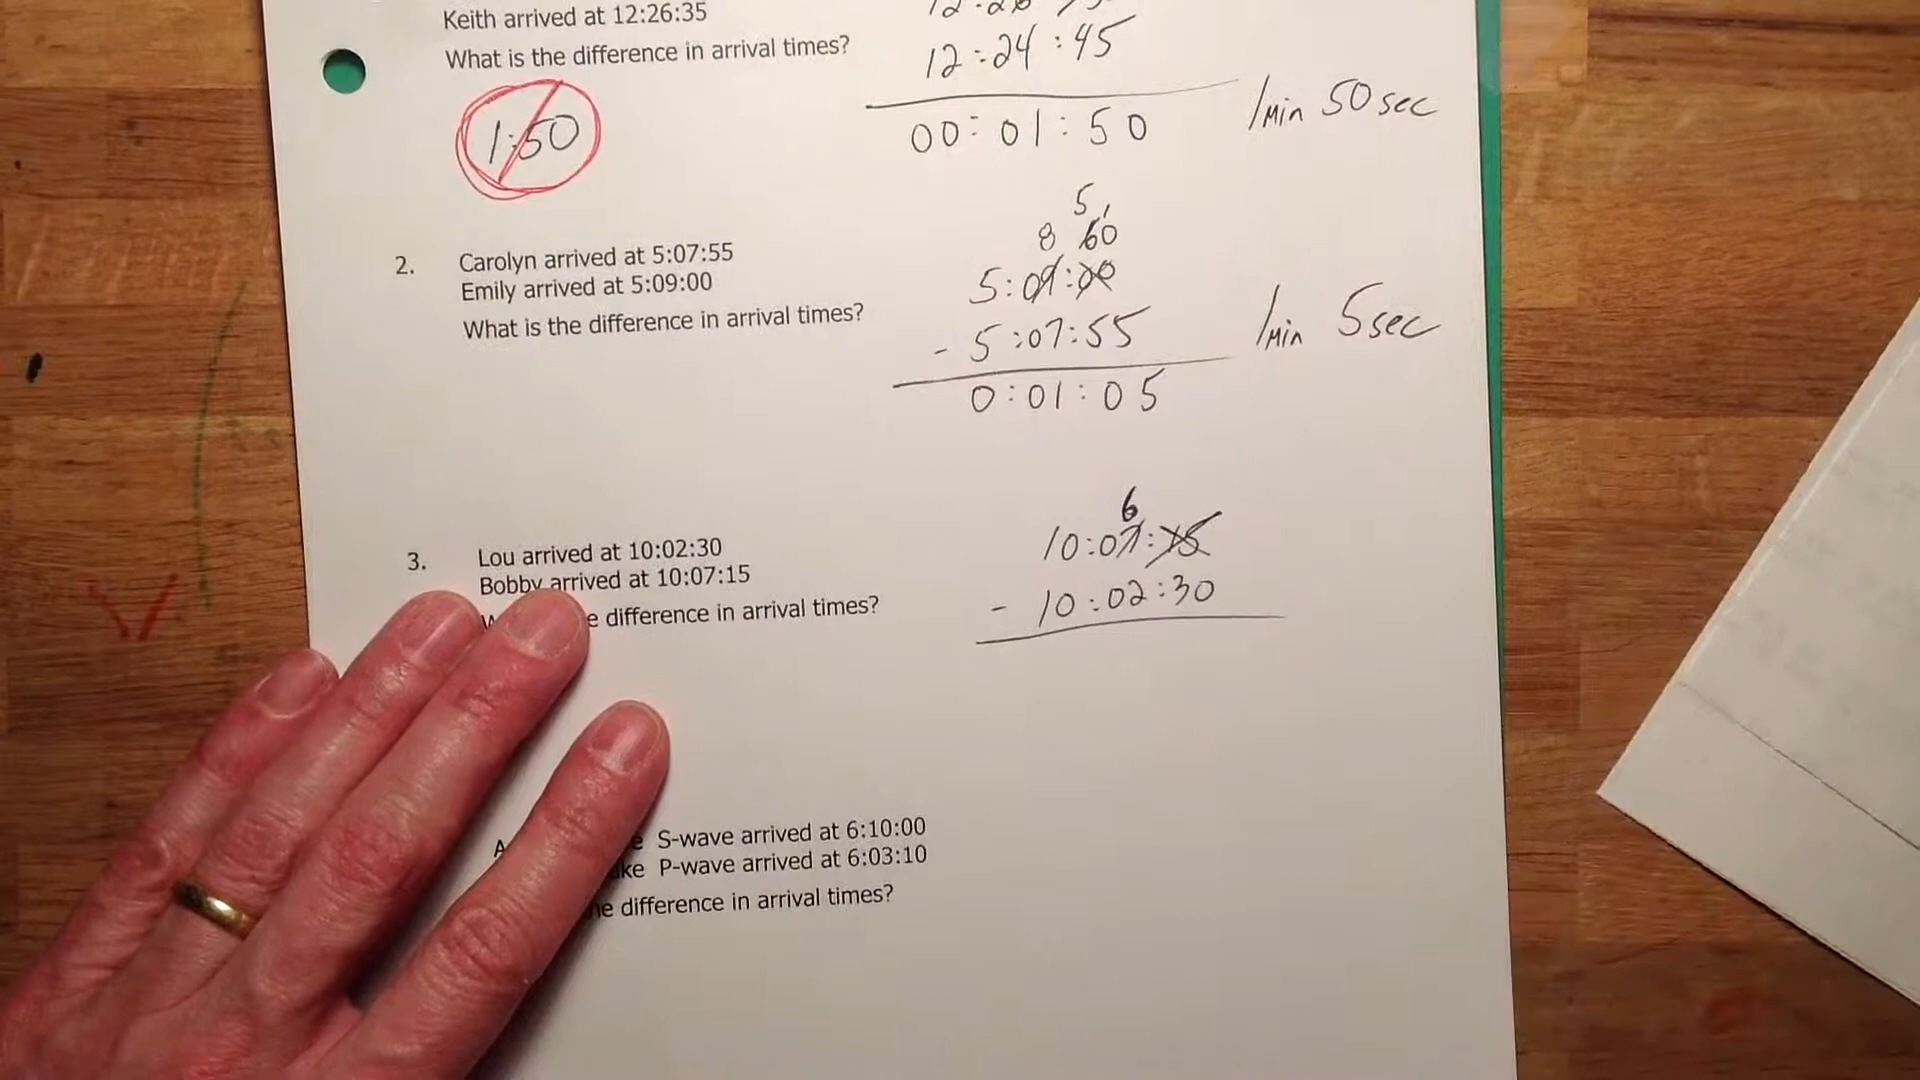 Keith arrived at 12:26:35
What is the difference in arrival times?
12:24:45
00:01:50
1 min 50 sec
1:50
2. Carolyn arrived at 5:07:55
Emily arrived at 5:09:00
What is the difference in arrival times?
5 1
8 60
5:09:00
- 5:07:55
0:01:05
1 min 5 sec
3. Lou arrived at 10:02:30
Bobby arrived at 10:07:15
difference in arrival times?
6
10:07:15
- 10:02:30
S-wave arrived at 6:10:00
P-wave arrived at 6:03:10
difference in arrival times?